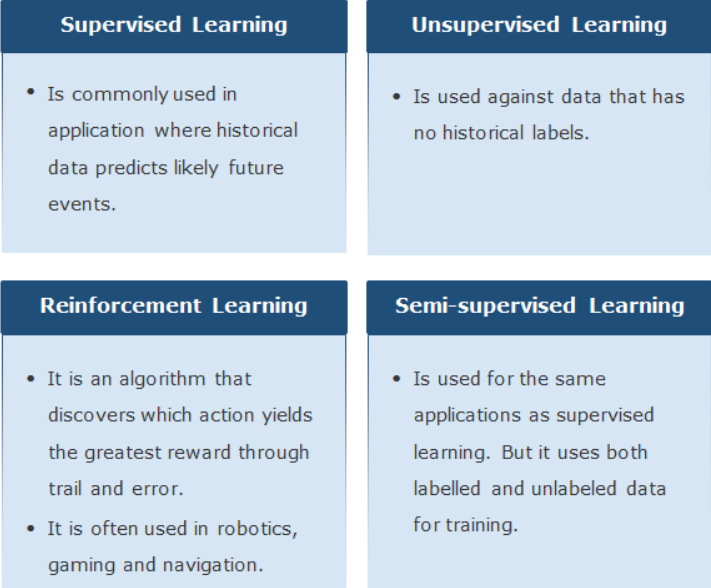 Supervised Learning
• Is commonly used in
application where historical
data predicts likely future
events.
Unsupervised Learning
• Is used against data that has
no historical labels.
Reinforcement Learning
• It is an algorithm that
discovers which action yields
the greatest reward through
trail and error.
• It is often used in robotics,
gaming and navigation.
Semi-supervised Learning
• Is used for the same
applications as supervised
learning. But it uses both
labelled and unlabeled data
for training.